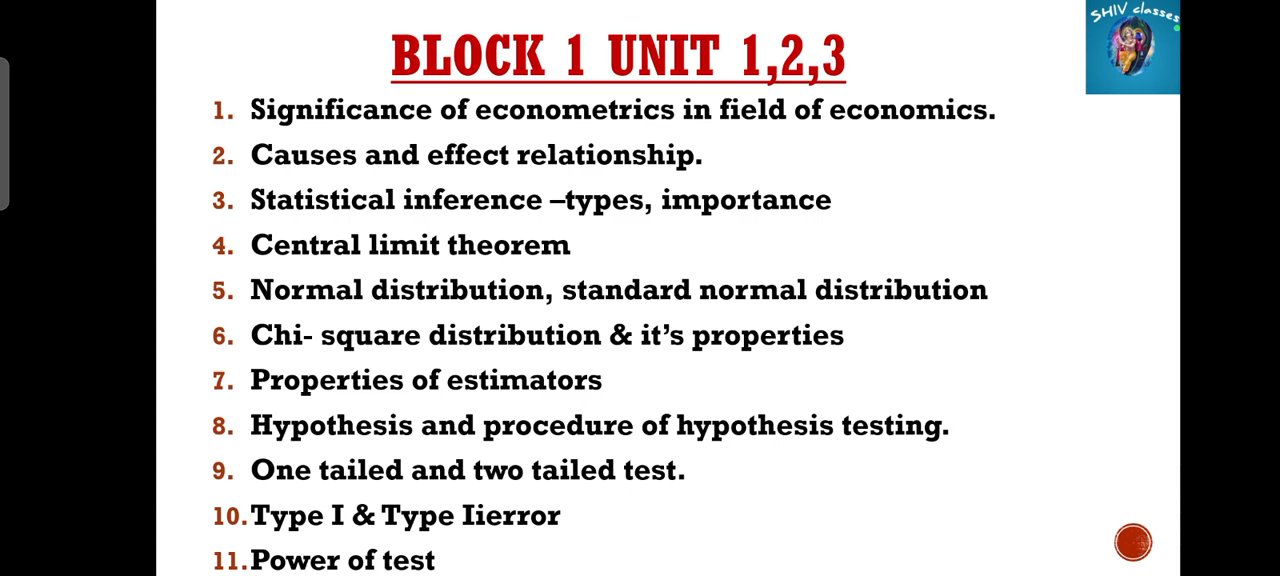 SHIV classes
BLOCK 1 UNIT 1,2,3
1. Significance of econometrics in field of economics.
2. Causes and effect relationship.
3. Statistical inference –types, importance
4. Central limit theorem
5. Normal distribution, standard normal distribution
6. Chi- square distribution & it's properties
7. Properties of estimators
8. Hypothesis and procedure of hypothesis testing.
9. One tailed and two tailed test.
10. Type I & Type Iierror
11. Power of test